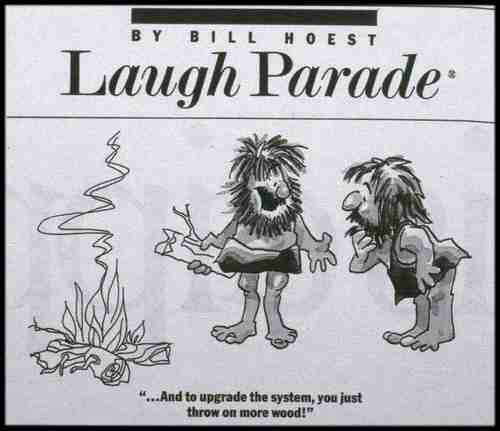 BY BILL HOEST
Laugh Parade®
"...And to upgrade the system, you just
throw on more wood!"